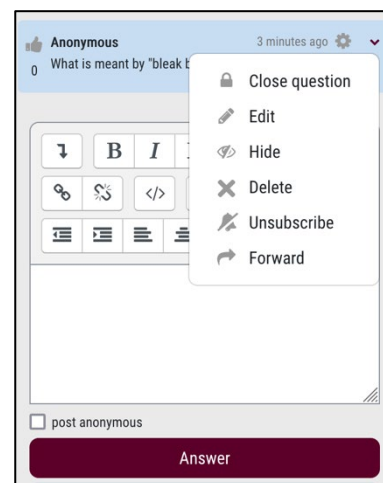 Anonymous 3 minutes ago
0 What is meant by "bleak
Close question
Edit
Hide
Delete
Unsubscribe
Forward
B I
</>
post anonymous
Answer